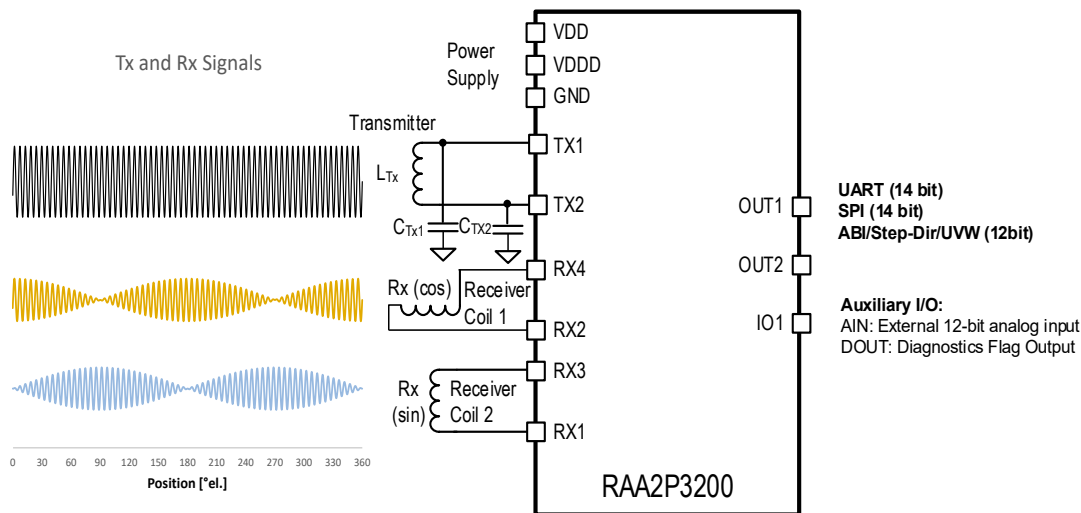 Tx and Rx Signals
0 30 60 90 120 150 180 210 240 270 300 330 360
Position [°el.]
Power
Supply
Transmitter
LTx
CTx1
CTX2
Rx (cos)
Receiver
Coil 1
Rx
(sin)
Receiver
Coil 2
VDD
VDDD
GND
TX1
TX2
RX4
RX2
RX3
RX1
OUT1
OUT2
IO1
RAA2P3200
UART (14 bit)
SPI (14 bit)
ABI/Step-Dir/UVW (12bit)
Auxiliary I/O:
AIN: External 12-bit analog input
DOUT: Diagnostics Flag Output